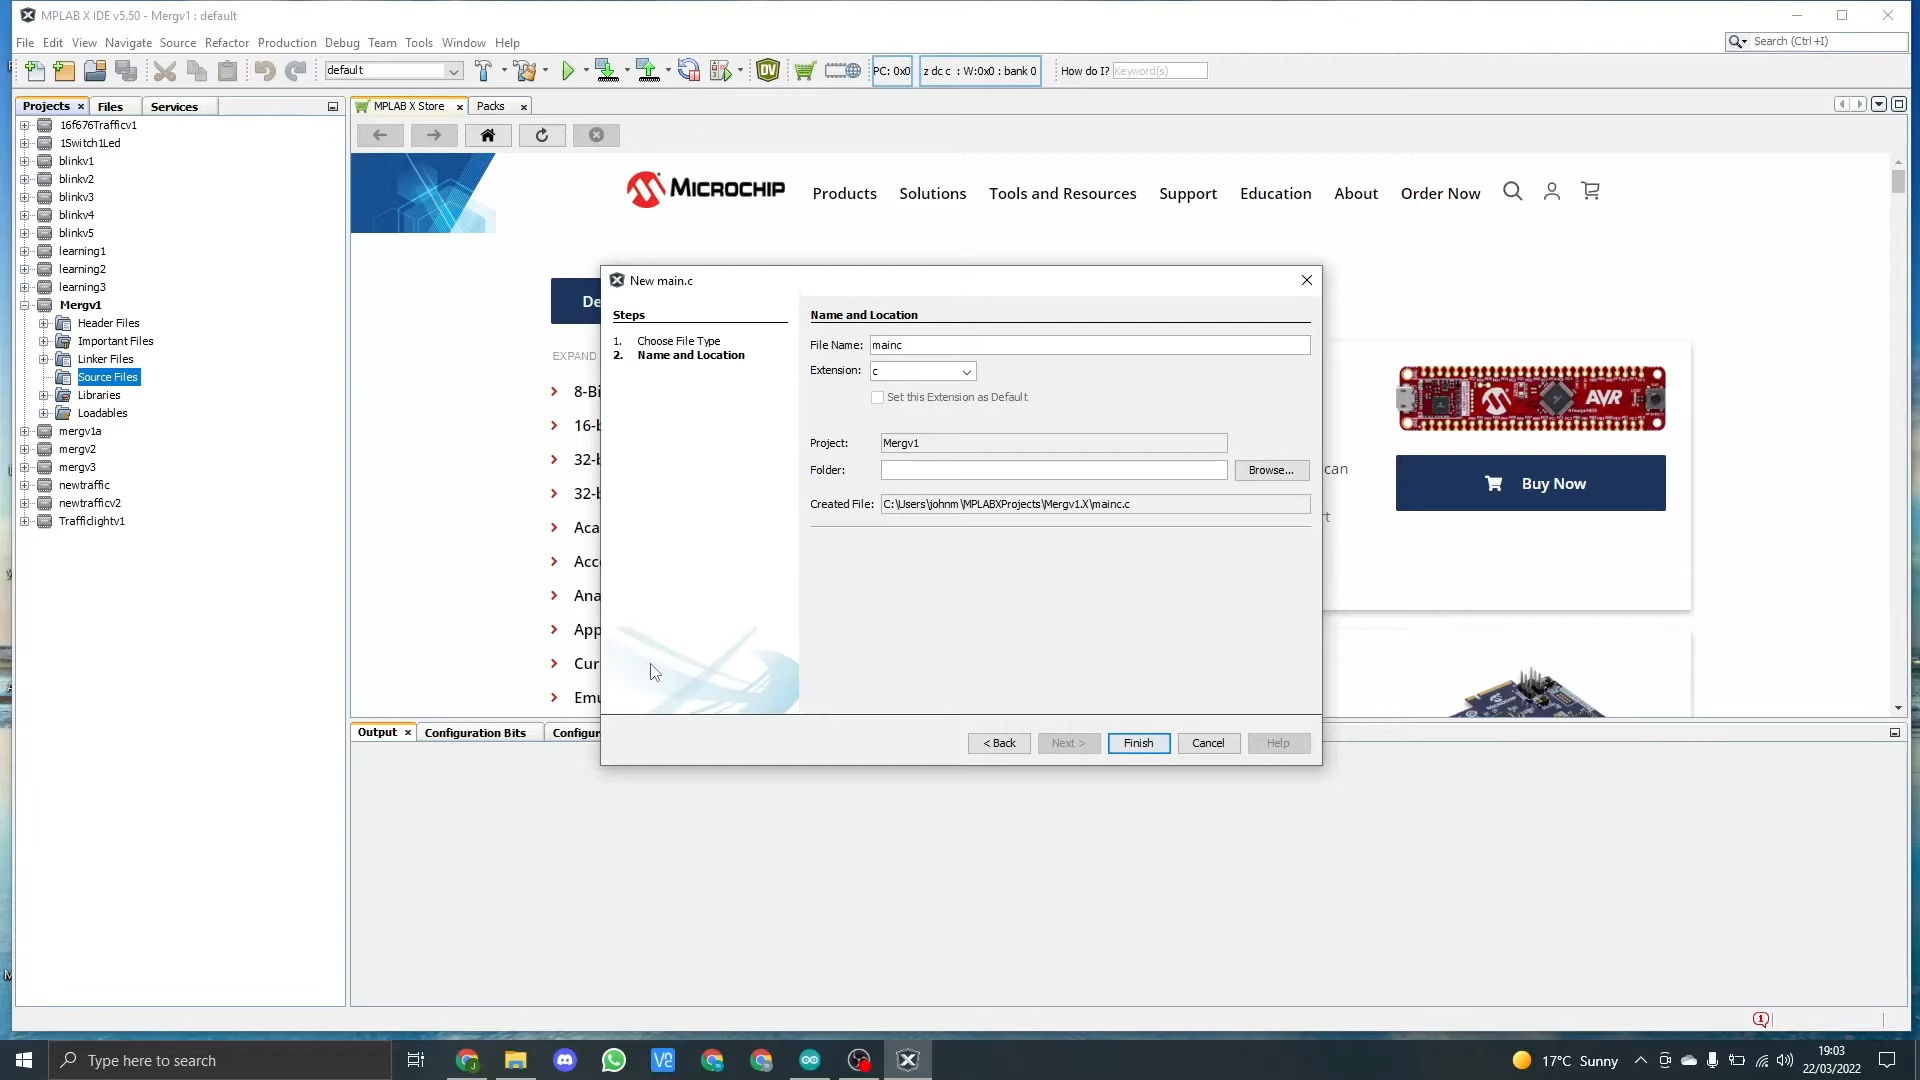 MPLAB X IDE v5.50 - Mergv1 : default
File Edit View Navigate Source Refactor Production Debug Team Tools Window Help
Search (Ctrl+I)
default
PC: 0x0
z dc c : W:0x0 : bank 0
How do I?
Keyword(s)
Projects
Files
Services
MPLAB X Store
Packs
16f676Trafficv1
1Switch1Led
blinkv1
blinkv2
blinkv3
blinkv4
blinkv5
learning1
learning2
learning3
Mergv1
Header Files
Important Files
Linker Files
Source Files
Libraries
Loadables
mergv1a
mergv2
mergv3
newtraffic
newtrafficv2
Trafficlightv1
MICROCHIP
Products Solutions Tools and Resources Support Education About Order Now
De
EXPAND
8-Bi
16-b
32-b
32-b
Aca
Acc
Ana
App
Cur
Emu
can
AVR
Buy Now
New main.c
Steps
1. Choose File Type
2. Name and Location
Name and Location
File Name: mainc
Extension: c
Set this Extension as Default
Project: Mergv1
Folder:
Browse...
Created File: C:\Users\johnm\MPLABXProjects\Mergv1.X\mainc.c
< Back
Next >
Finish
Cancel
Help
Output
Configuration Bits
Configur
Type here to search
17°C Sunny
19:03
22/03/2022